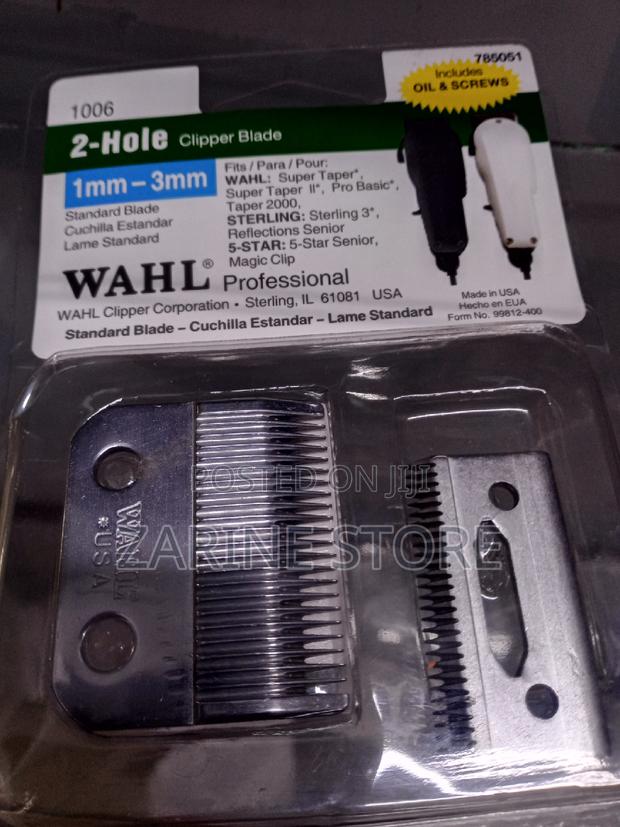 785051
Includes
OIL & SCREWS
1006
2-Hole Clipper Blade
1mm – 3mm
Standard Blade
Cuchilla Estandar
Lame Standard
Fits / Para / Pour:
WAHL: Super Taper*,
Super Taper II*, Pro Basic*,
Taper 2000,
STERLING: Sterling 3*,
Reflections Senior
5-STAR: 5-Star Senior,
Magic Clip
WAHL® Professional
WAHL Clipper Corporation • Sterling, IL 61081 USA
Standard Blade – Cuchilla Estandar – Lame Standard
Made in USA
Hecho en EUA
Form No. 99812-400
WAHL
*USA
POSTED ON JIJI
ZARINE STORE